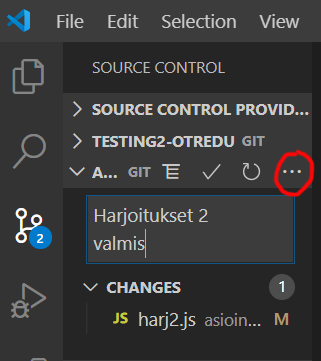 File Edit Selection View
SOURCE CONTROL
SOURCE CONTROL PROVID...
TESTING2-OTREDU GIT
A... GIT
Harjoitukset 2
valmis
2
CHANGES 1
JS harj2.js asioin... M